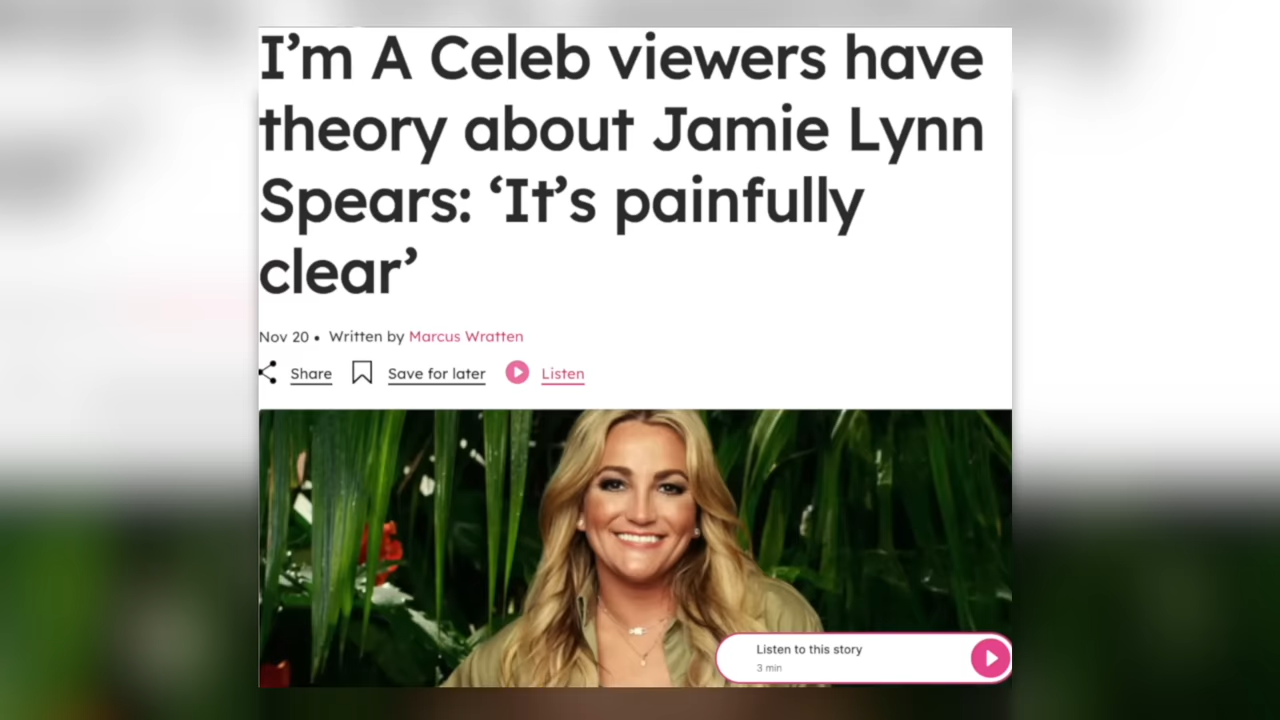 I’m A Celeb viewers have
theory about Jamie Lynn
Spears: ‘It’s painfully
clear’
Nov 20 • Written by Marcus Wratten
Share Save for later Listen
Listen to this story
3 min